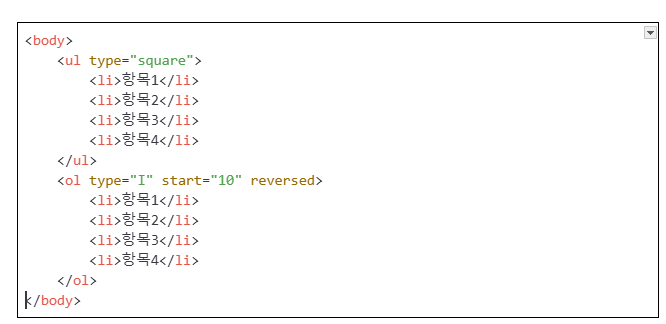 <body>
    <ul type="square">
        <li>항목1</li>
        <li>항목2</li>
        <li>항목3</li>
        <li>항목4</li>
    </ul>
    <ol type="I" start="10" reversed>
        <li>항목1</li>
        <li>항목2</li>
        <li>항목3</li>
        <li>항목4</li>
    </ol>
</body>